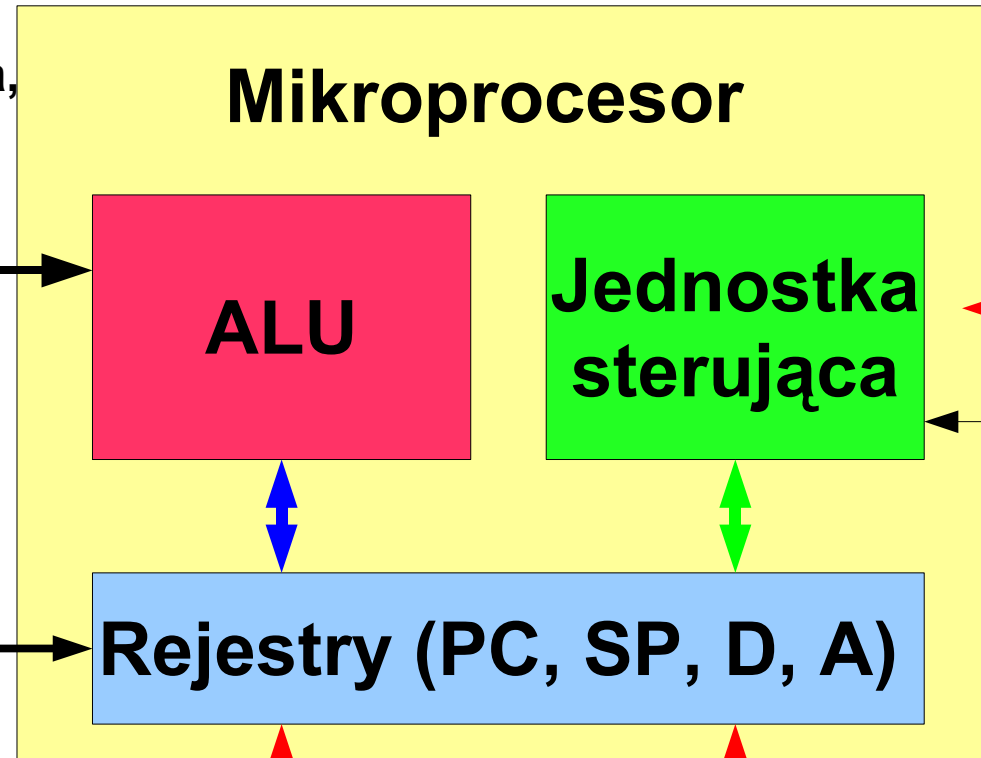 Mikroprocesor
ALU
Jednostka
sterująca
Rejestry (PC, SP, D, A)